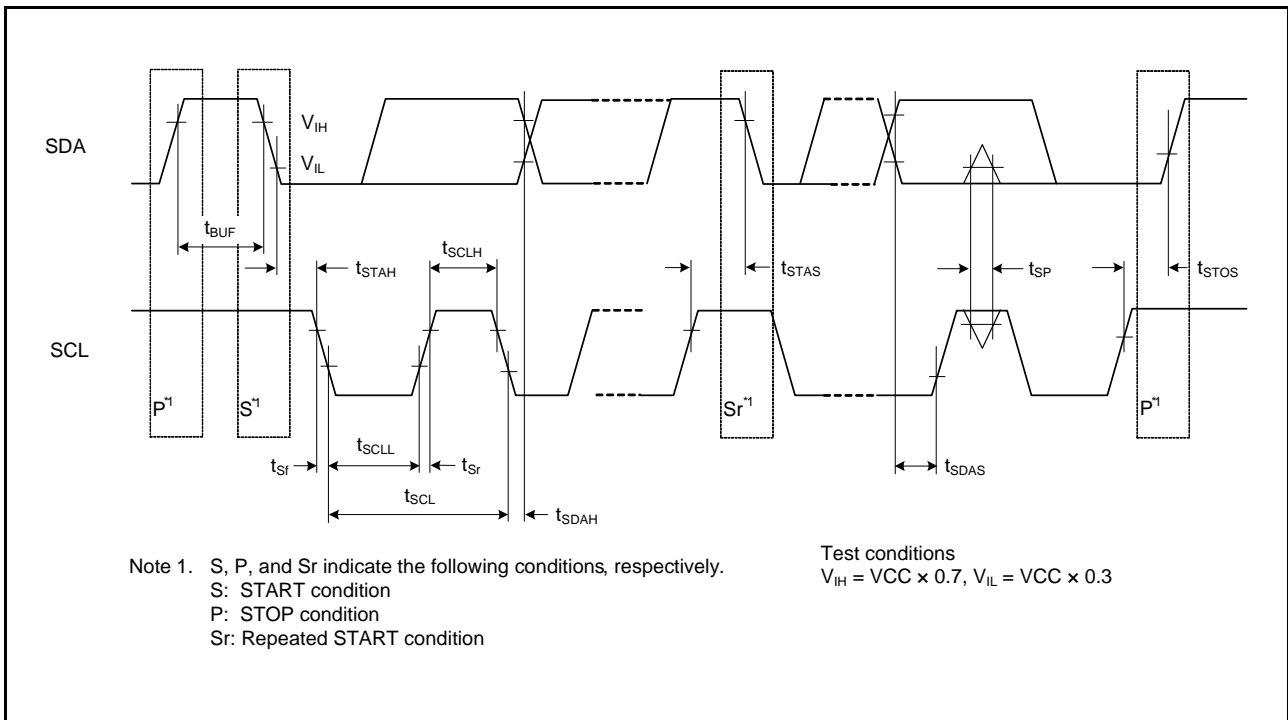 SDA
V_IH
V_IL
t_BUF
t_STAH
t_SCLH
t_STAS
t_SP
t_STOS
SCL
P*1
S*1
Sr*1
P*1
t_Sf
t_SCLL
t_Sr
t_SDAS
t_SCL
t_SDAH
Note 1. S, P, and Sr indicate the following conditions, respectively.
S: START condition
P: STOP condition
Sr: Repeated START condition
Test conditions
V_IH = VCC × 0.7, V_IL = VCC × 0.3